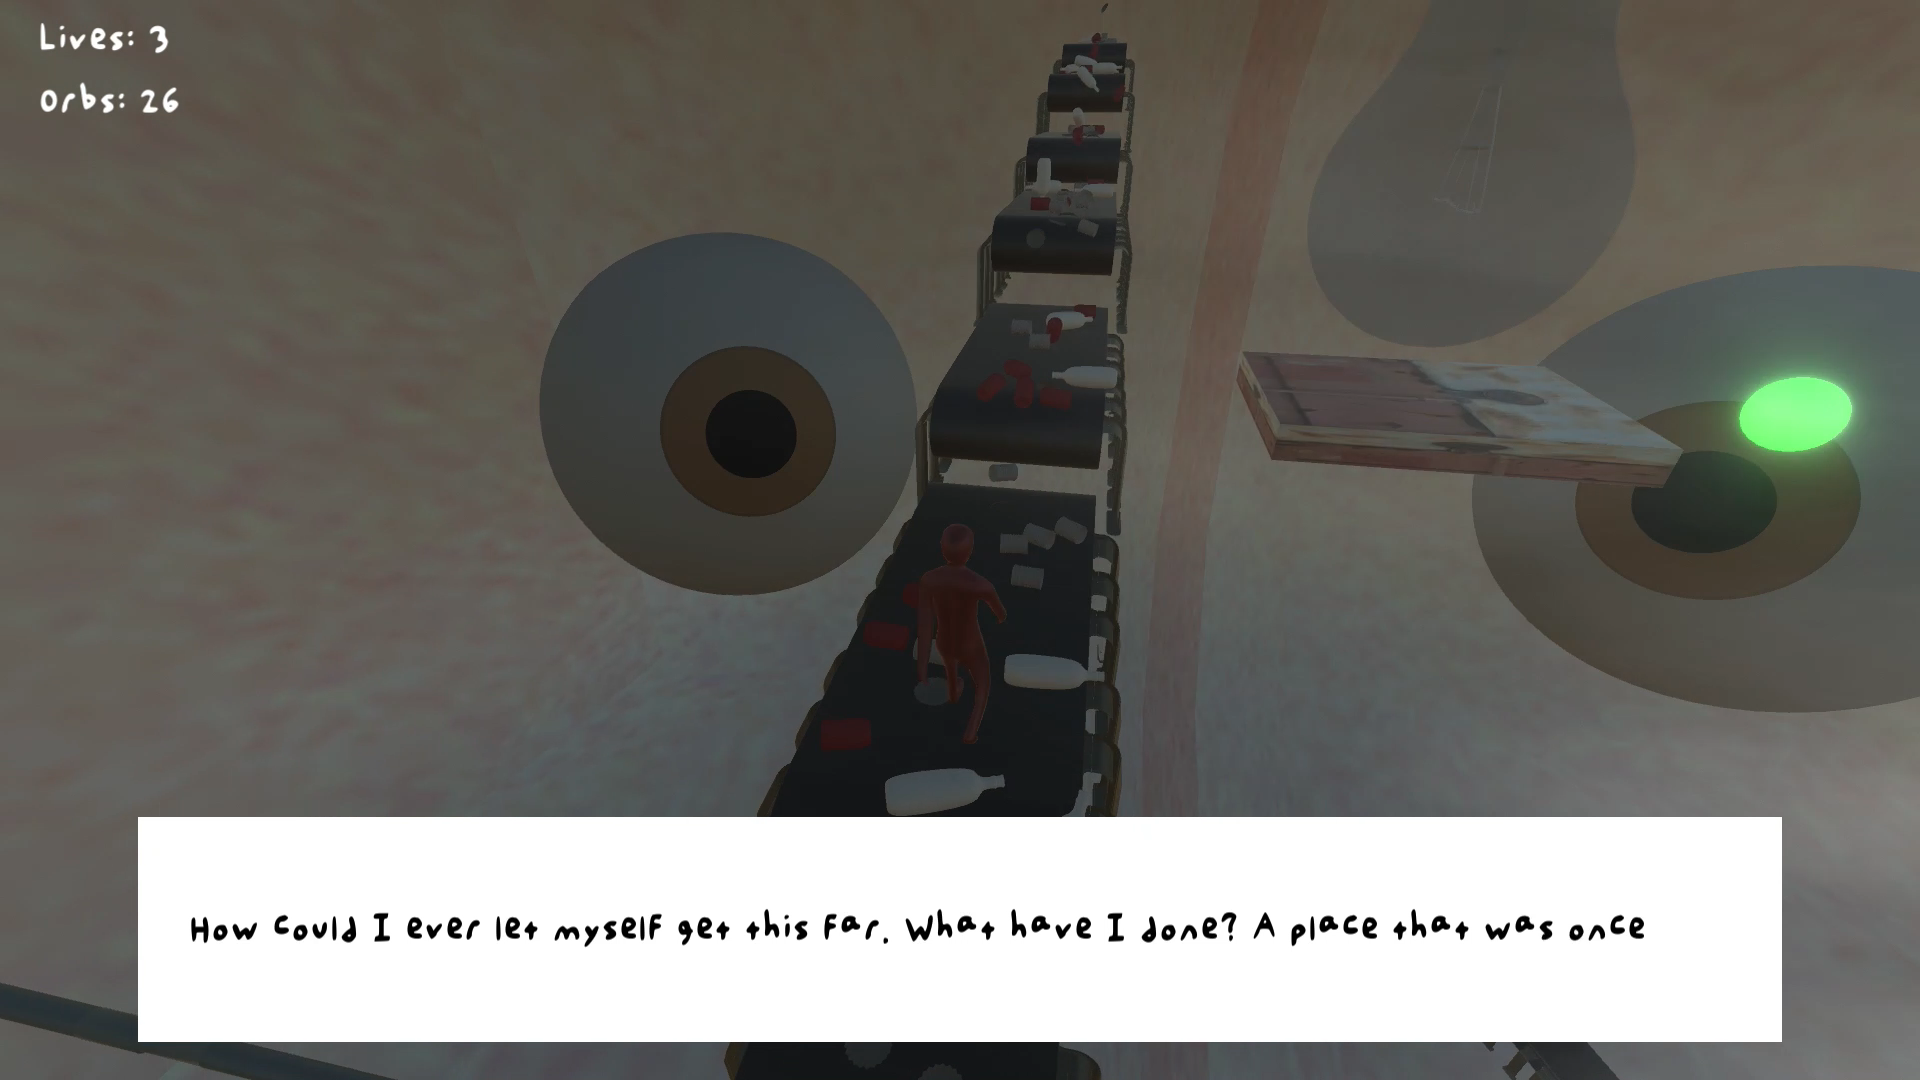 Lives: 3
Orbs: 26
How could I ever let myself get this far. What have I done? A place that was once